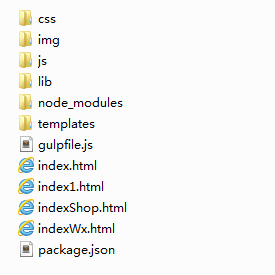 css
img
js
lib
node_modules
templates
gulpfile.js
index.html
index1.html
indexShop.html
indexWx.html
package.json